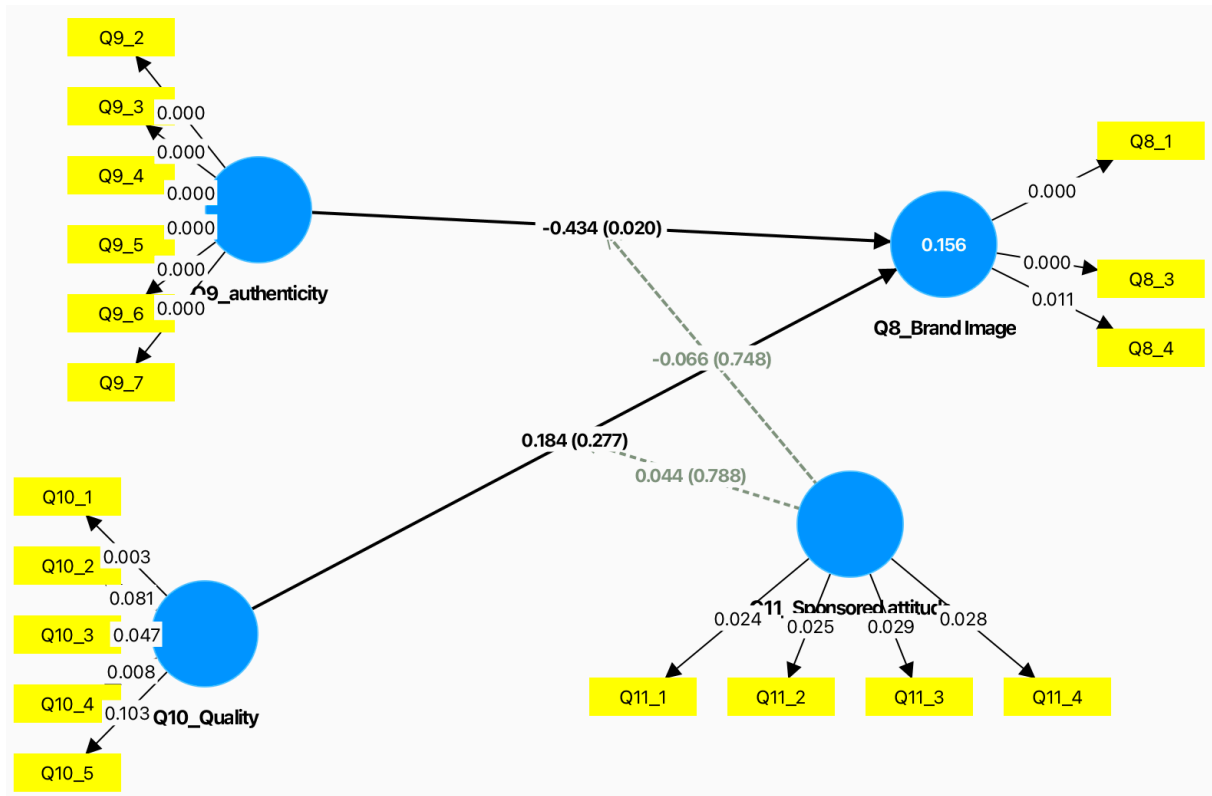 Q9_2
Q9_3
0.000
0.000
Q9_4
0.000
0.000
Q9_5
0.000
Q9_6
0.000
Q9_7
Q9_authenticity
-0.434 (0.020)
0.156
Q8_Brand Image
Q8_1
0.000
0.000
Q8_3
0.011
Q8_4
-0.066 (0.748)
0.184 (0.277)
0.044 (0.788)
Q10_1
0.003
Q10_2
0.081
Q10_3
0.047
0.008
Q10_4
0.103
Q10_Quality
Q10_5
Q11_Sponsored attitud
0.024
0.025
0.029
0.028
Q11_1
Q11_2
Q11_3
Q11_4